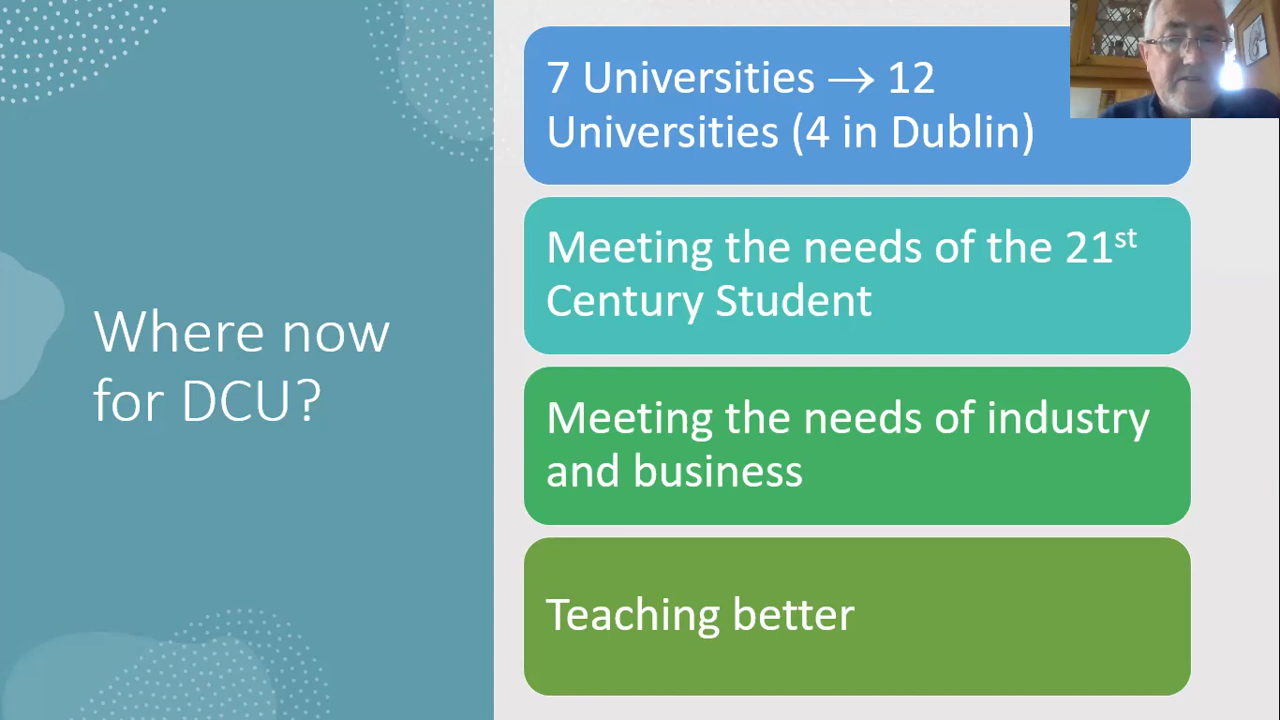 Where now
for DCU?
7 Universities → 12
Universities (4 in Dublin)
Meeting the needs of the 21st
Century Student
Meeting the needs of industry
and business
Teaching better